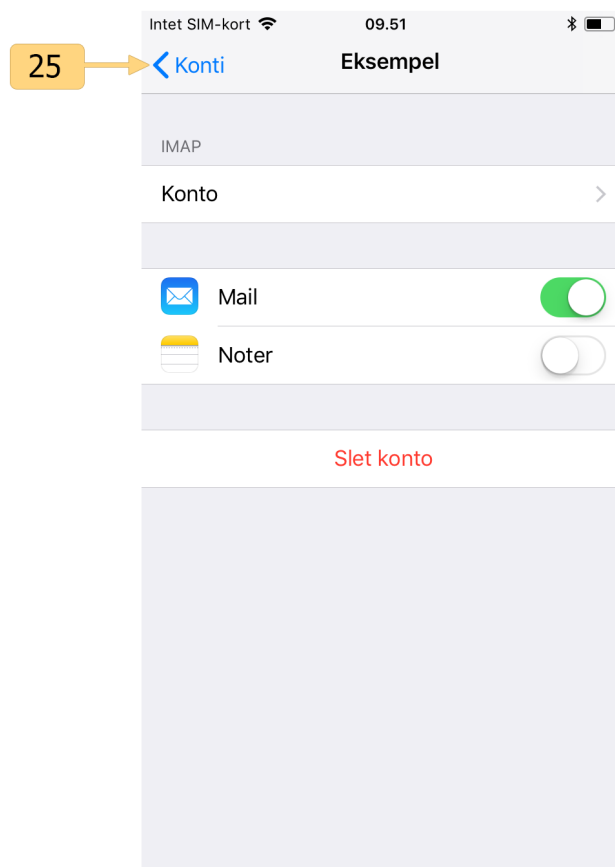 Intet SIM-kort 09.51
25
Konti Eksempel
IMAP
Konto
Mail
Noter
Slet konto